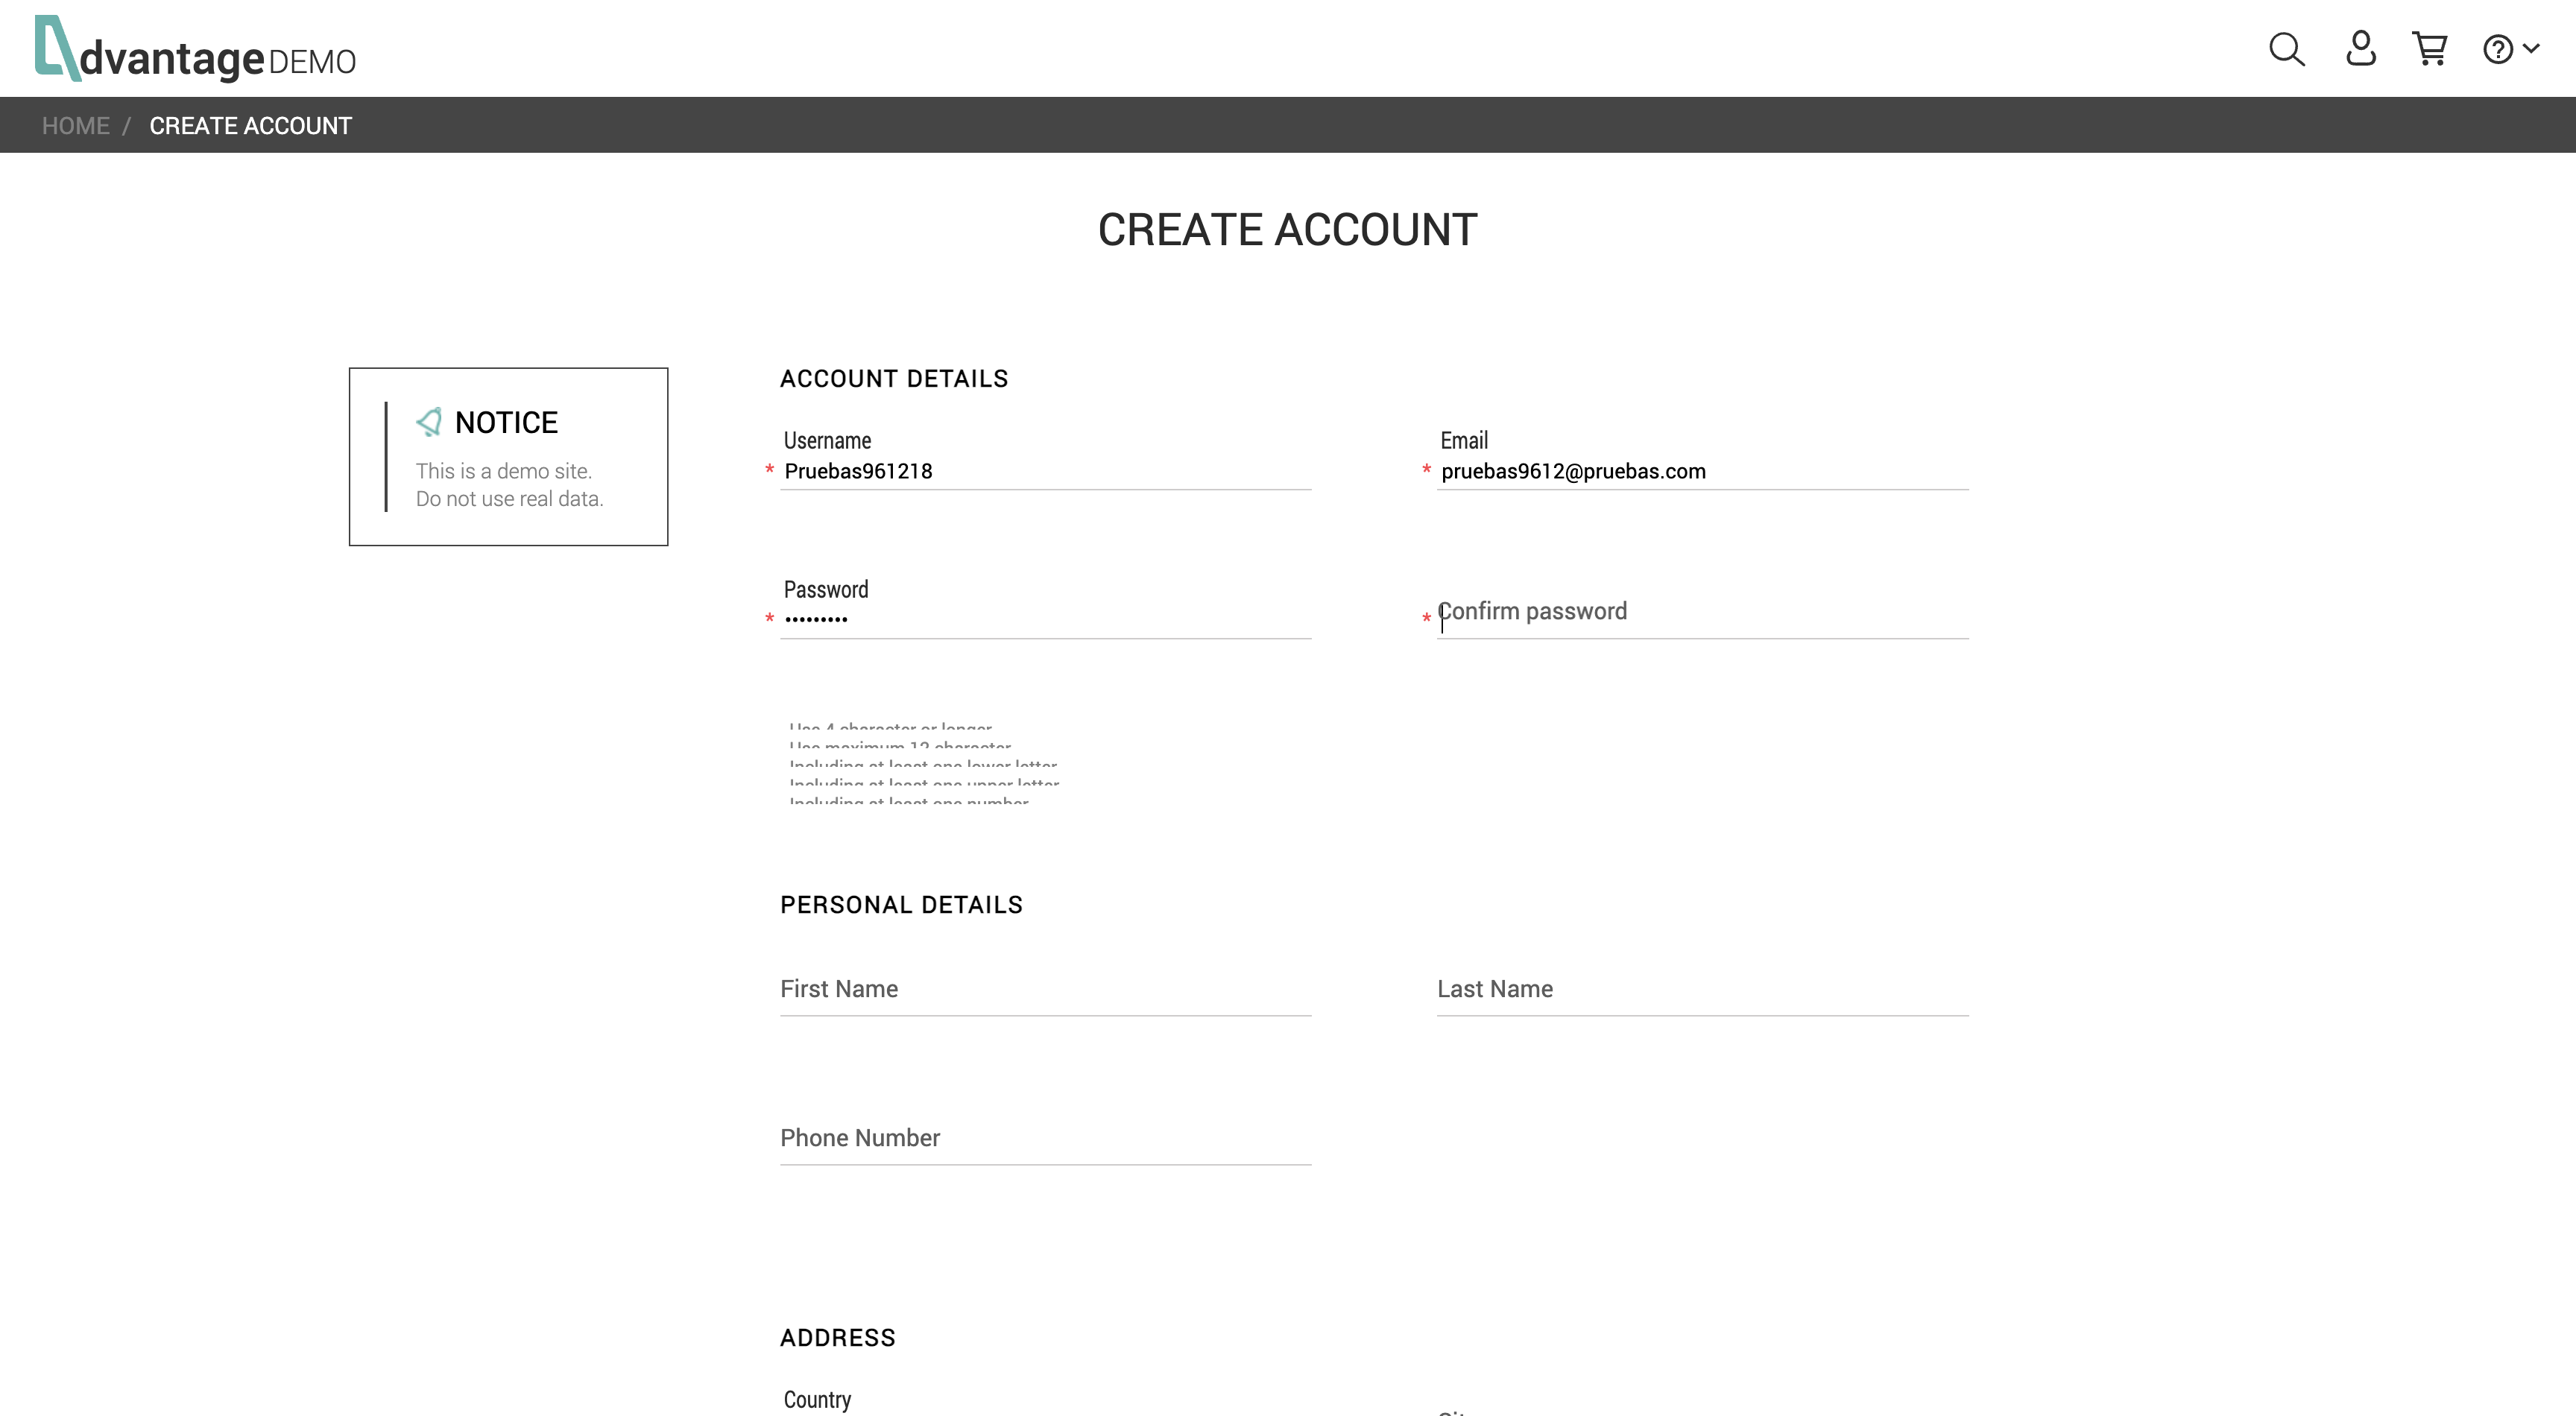 dvantage DEMO
HOME / CREATE ACCOUNT
CREATE ACCOUNT
NOTICE
This is a demo site.
Do not use real data.
ACCOUNT DETAILS
Username
* Pruebas961218
Email
* pruebas9612@pruebas.com
Password
* •••••••••
* Confirm password
Use 4 character or longer
Use maximum 12 character
Including at least one lower letter
Including at least one upper letter
Including at least one number
PERSONAL DETAILS
First Name
Last Name
Phone Number
ADDRESS
Country